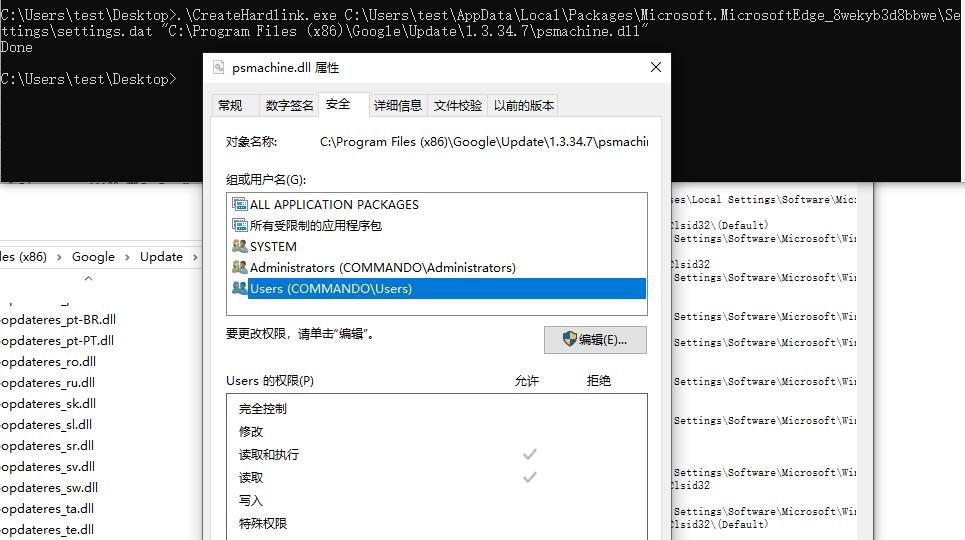 C:\Users\test\Desktop>.\CreateHardlink.exe C:\Users\test\AppData\Local\Packages\Microsoft.MicrosoftEdge_8wekyb3d8bbwe\Se
ttings\settings.dat "C:\Program Files (x86)\Google\Update\1.3.34.7\psmachine.dll"
Done
C:\Users\test\Desktop>
psmachine.dll 属性
常规 数字签名 安全 详细信息 文件校验 以前的版本
对象名称: C:\Program Files (x86)\Google\Update\1.3.34.7\psmachi
组或用户名(G):
ALL APPLICATION PACKAGES
所有受限制的应用程序包
SYSTEM
Administrators (COMMANDO\Administrators)
Users (COMMANDO\Users)
要更改权限，请单击“编辑”。
编辑(E)...
Users 的权限(P) 允许 拒绝
完全控制
修改
读取和执行
读取
写入
特殊权限
les (x86) > Google > Update >
opdateres_pt-BR.dll
opdateres_pt-PT.dll
opdateres_ro.dll
opdateres_ru.dll
opdateres_sk.dll
opdateres_sl.dll
opdateres_sr.dll
opdateres_sv.dll
opdateres_sw.dll
opdateres_ta.dll
opdateres_te.dll
ses\Local Settings\Software\Mic
Clsid32\(Default)
Settings\Software\Microsoft\Wi
Clsid32
Settings\Software\Microsoft\Wi
Settings\Software\Microsoft\Wi
Settings\Software\Microsoft\Wi
Settings\Software\Microsoft\Wi
Settings\Software\Microsoft\Wi
Settings\Software\Microsoft\Wi
Clsid32
Settings\Software\Microsoft\Wi
Clsid32\(Default)